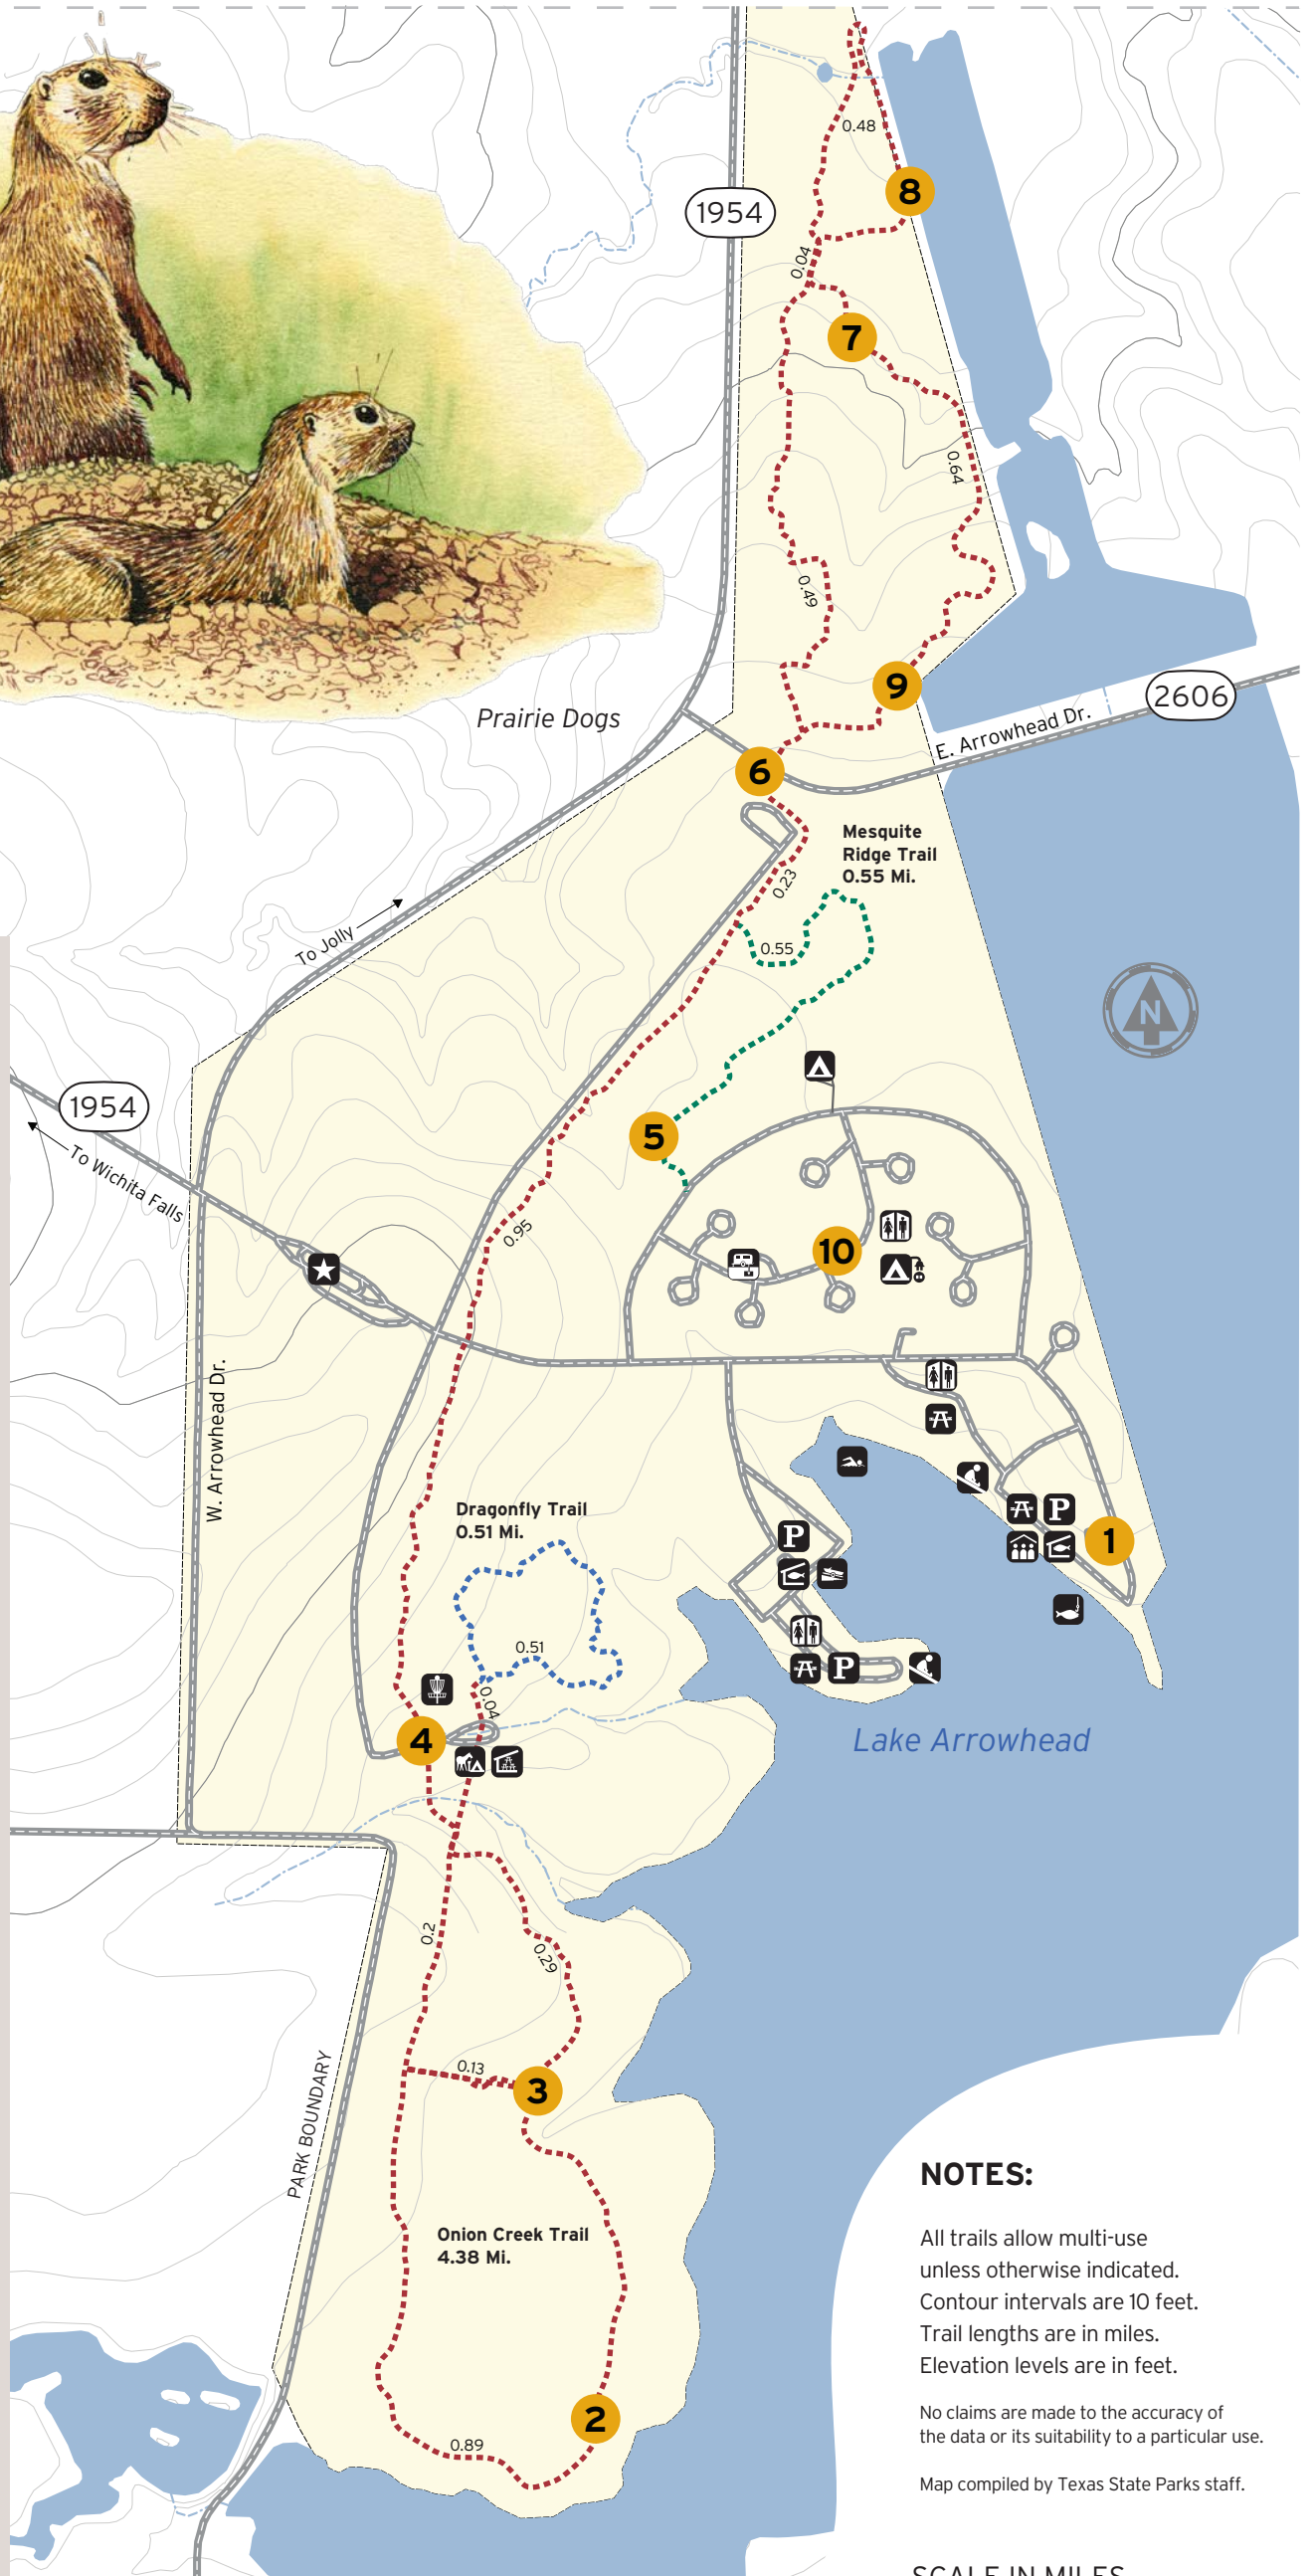 0.48
8
1954
0.04
7
0.64
0.49
9
2606
Prairie Dogs
E. Arrowhead Dr.
6
Mesquite
Ridge Trail
0.55 Mi.
0.23
To Jolly
0.55
N
1954
5
To Wichita Falls
0.95
10
W. Arrowhead Dr.
Dragonfly Trail
0.51 Mi.
P
P
1
0.51
P
0.04
4
Lake Arrowhead
0.2
0.29
0.13
3
PARK BOUNDARY
NOTES:
Onion Creek Trail
4.38 Mi.
All trails allow multi-use
unless otherwise indicated.
Contour intervals are 10 feet.
Trail lengths are in miles.
Elevation levels are in feet.
2
0.89
No claims are made to the accuracy of
the data or its suitability to a particular use.
Map compiled by Texas State Parks staff.
SCALE IN MILES